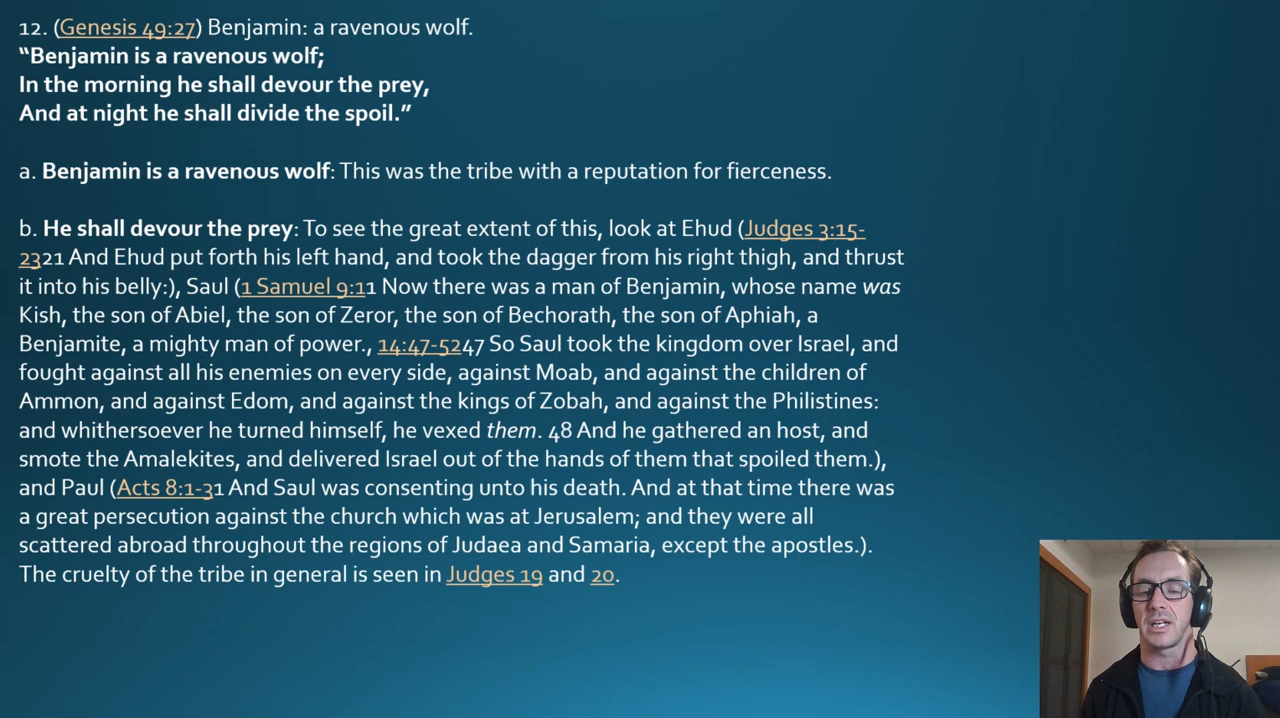 12. (Genesis 49:27) Benjamin: a ravenous wolf.
“Benjamin is a ravenous wolf;
In the morning he shall devour the prey,
And at night he shall divide the spoil.”
a. Benjamin is a ravenous wolf: This was the tribe with a reputation for fierceness.
b. He shall devour the prey: To see the great extent of this, look at Ehud (Judges 3:15-
2321 And Ehud put forth his left hand, and took the dagger from his right thigh, and thrust
it into his belly:), Saul (1 Samuel 9:11 Now there was a man of Benjamin, whose name was
Kish, the son of Abiel, the son of Zeror, the son of Bechorath, the son of Aphiah, a
Benjamite, a mighty man of power., 14:47-5247 So Saul took the kingdom over Israel, and
fought against all his enemies on every side, against Moab, and against the children of
Ammon, and against Edom, and against the kings of Zobah, and against the Philistines:
and whithersoever he turned himself, he vexed them. 48 And he gathered an host, and
smote the Amalekites, and delivered Israel out of the hands of them that spoiled them.),
and Paul (Acts 8:1-31 And Saul was consenting unto his death. And at that time there was
a great persecution against the church which was at Jerusalem; and they were all
scattered abroad throughout the regions of Judaea and Samaria, except the apostles.).
The cruelty of the tribe in general is seen in Judges 19 and 20.